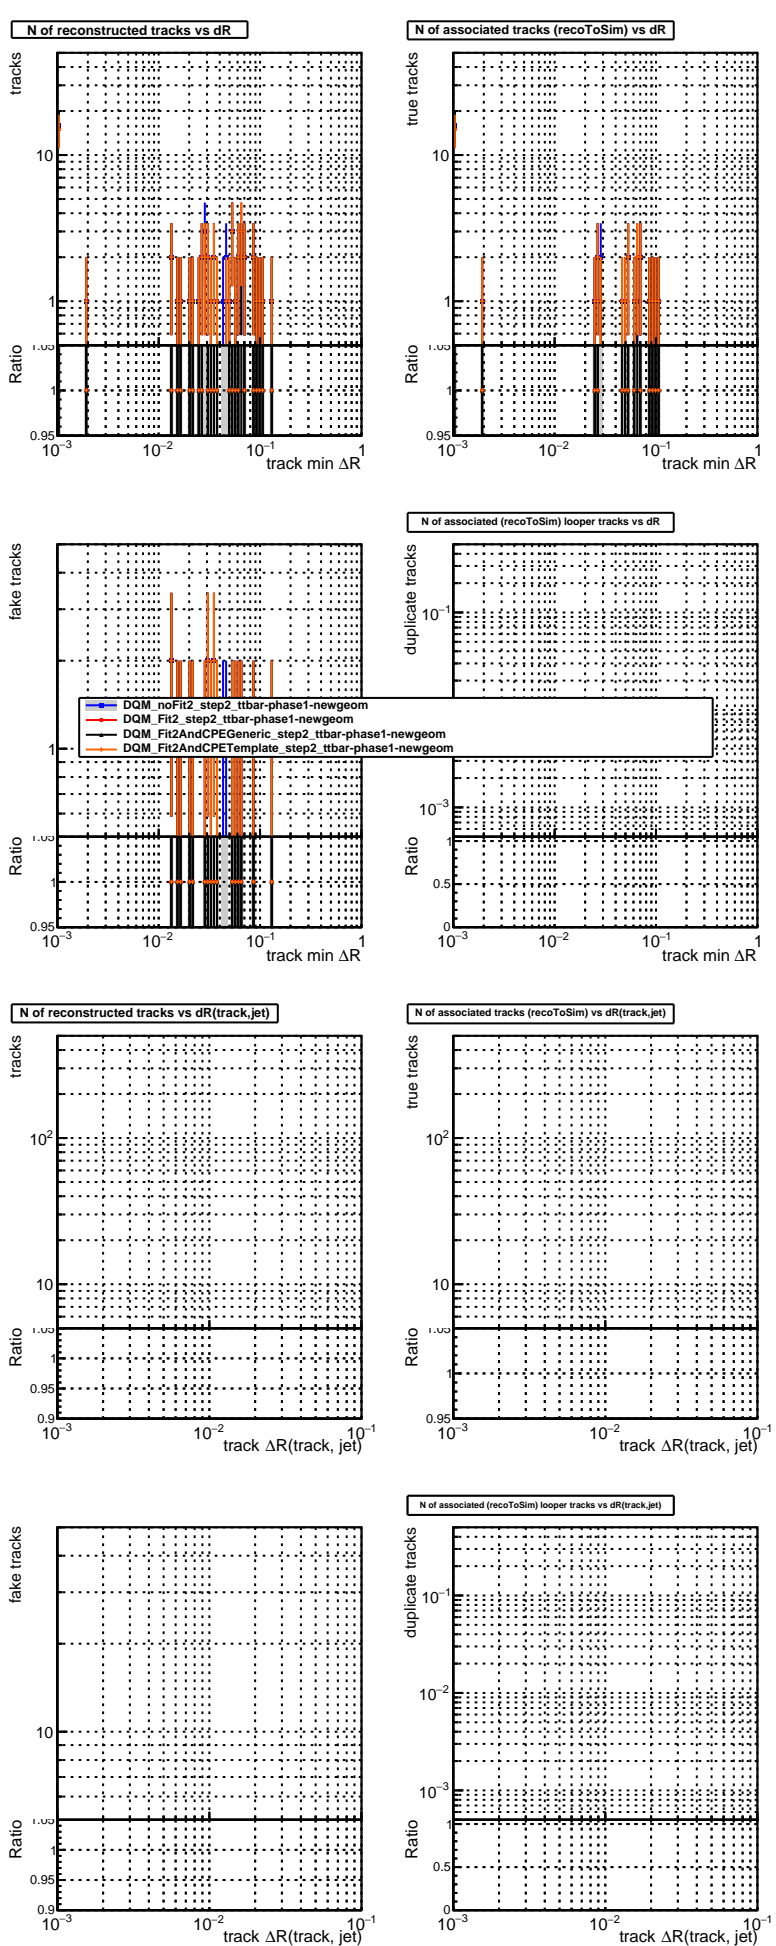 N of reconstructed tracks vs dR
tracks
10
1
1.05
Ratio
1
0.95
10−3
10−2
10−1
1
track min ΔR
N of associated tracks (recoToSim) vs dR
true tracks
10
1
1.05
Ratio
1
0.95
10−3
10−2
10−1
1
track min ΔR
fake tracks
1
1.05
Ratio
1
0.95
10−3
10−2
10−1
1
track min ΔR
N of associated (recoToSim) looper tracks vs dR
duplicate tracks
10−1
10−3
Ratio
1
0.5
0
10−3
10−2
10−1
1
track min ΔR
DQM_noFit2_step2_ttbar-phase1-newgeom
DQM_Fit2_step2_ttbar-phase1-newgeom
DQM_Fit2AndCPEGeneric_step2_ttbar-phase1-newgeom
DQM_Fit2AndCPETemplate_step2_ttbar-phase1-newgeom
N of reconstructed tracks vs dR(track,jet)
tracks
102
10
1.05
Ratio
1
0.95
0.9
10−3
10−2
10−1
track ΔR(track, jet)
N of associated tracks (recoToSim) vs dR(track,jet)
true tracks
102
10
1.05
Ratio
1
0.95
10−3
10−2
10−1
track ΔR(track, jet)
fake tracks
10
1.05
Ratio
1
0.95
0.9
10−3
10−2
10−1
track ΔR(track, jet)
N of associated (recoToSim) looper tracks vs dR(track,jet)
duplicate tracks
10−1
10−2
10−3
Ratio
1
0.5
0
10−3
10−2
10−1
track ΔR(track, jet)